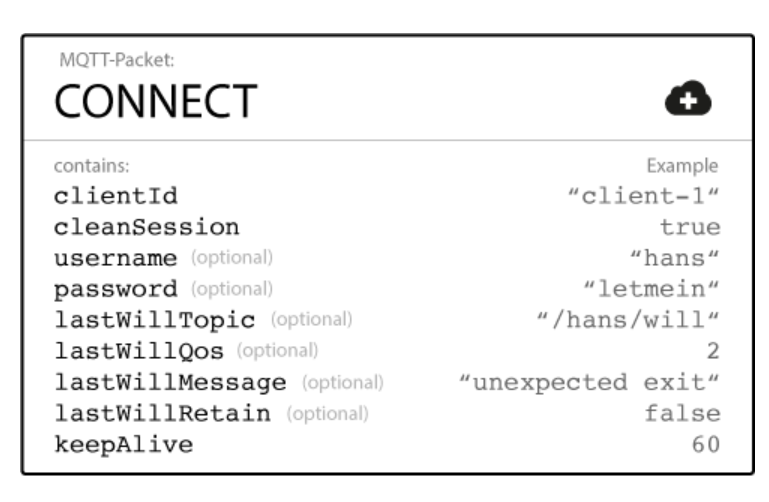 MQTT-Packet:
CONNECT
contains: Example
clientId “client-1“
cleanSession true
username (optional) “hans“
password (optional) “letmein“
lastWillTopic (optional) “/hans/will“
lastWillQos (optional) 2
lastWillMessage (optional) “unexpected exit“
lastWillRetain (optional) false
keepAlive 60